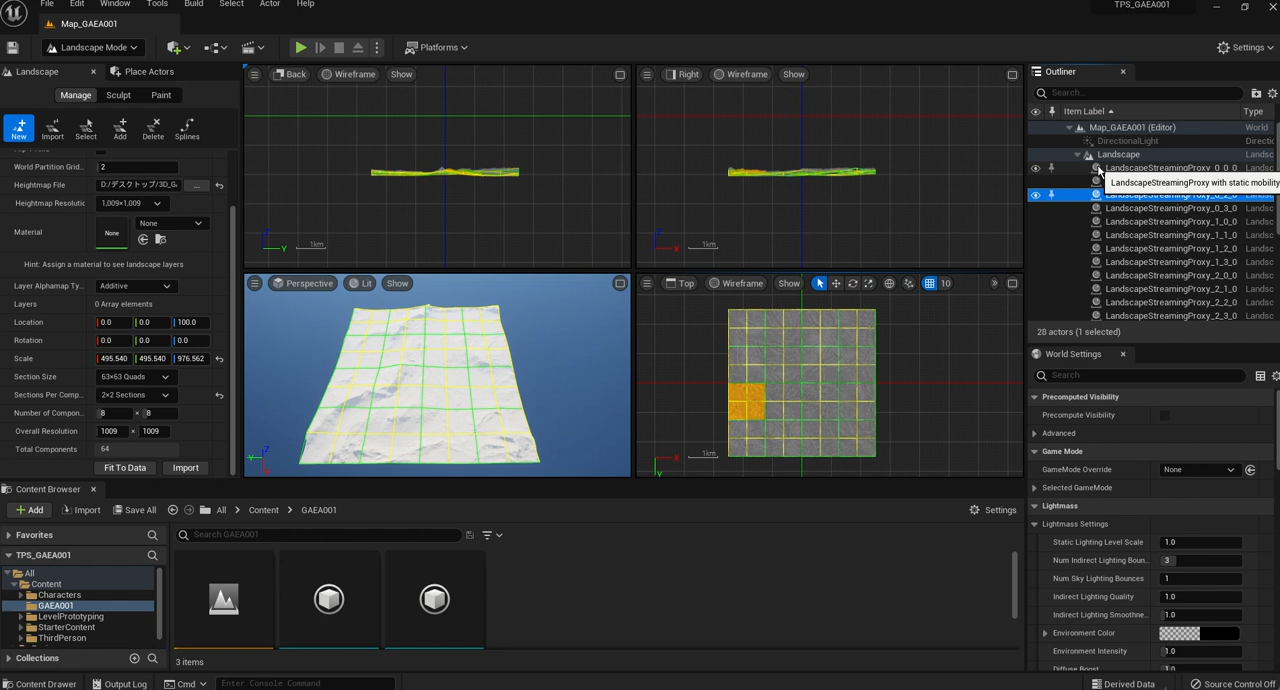 File Edit Window Tools Build Select Actor Help
TPS_GAEA001
Map_GAEA001
Landscape Mode
Platforms
Settings
Landscape
Place Actors
Manage Sculpt Paint
New Import Select Add Delete Splines
World Partition Grid... 2
Heightmap File D:/デスクトップ/3D_G... ...
Heightmap Resolutic 1,009×1,009
Material None None
Hint: Assign a material to see landscape layers
Layer Alphamap Ty... Additive
Layers 0 Array elements
Location 0.0 0.0 100.0
Rotation 0.0 0.0 0.0
Scale 495.540 495.540 976.562
Section Size 63×63 Quads
Sections Per Comp... 2×2 Sections
Number of Compon... 8 × 8
Overall Resolution 1009 × 1009
Total Components 64
Fit To Data Import
Back Wireframe Show
Z
Y 1km
Right Wireframe Show
Z
X 1km
Perspective Lit Show
Z
Y
X
Top Wireframe Show 10 »
X 1km
Y
Outliner
Search...
Item Label Type
Map_GAEA001 (Editor) World
DirectionalLight Directi
Landscape Landsc
LandscapeStreamingProxy_0_0_0 Landsc
LandscapeStreamingProxy with static mobility
LandscapeStreamingProxy_0_2_0 Landsc
LandscapeStreamingProxy_0_3_0 Landsc
LandscapeStreamingProxy_1_0_0 Landsc
LandscapeStreamingProxy_1_1_0 Landsc
LandscapeStreamingProxy_1_2_0 Landsc
LandscapeStreamingProxy_1_3_0 Landsc
LandscapeStreamingProxy_2_0_0 Landsc
LandscapeStreamingProxy_2_1_0 Landsc
LandscapeStreamingProxy_2_2_0 Landsc
LandscapeStreamingProxy_2_3_0 Landsc
28 actors (1 selected)
World Settings
Search
Precomputed Visibility
Precompute Visibility
Advanced
Game Mode
GameMode Override None
Selected GameMode
Lightmass
Lightmass Settings
Static Lighting Level Scale 1.0
Num Indirect Lighting Boun... 3
Num Sky Lighting Bounces 1
Indirect Lighting Quality 1.0
Indirect Lighting Smoothne... 1.0
Environment Color
Environment Intensity 1.0
Diffuse Boost 1.0
Content Browser
Add Import Save All All > Content > GAEA001 Settings
Favorites
Search GAEA001
TPS_GAEA001
All
Content
Characters
GAEA001
LevelPrototyping
StarterContent
ThirdPerson
Collections
3 items
Content Drawer Output Log Cmd Enter Console Command Derived Data Source Control Off